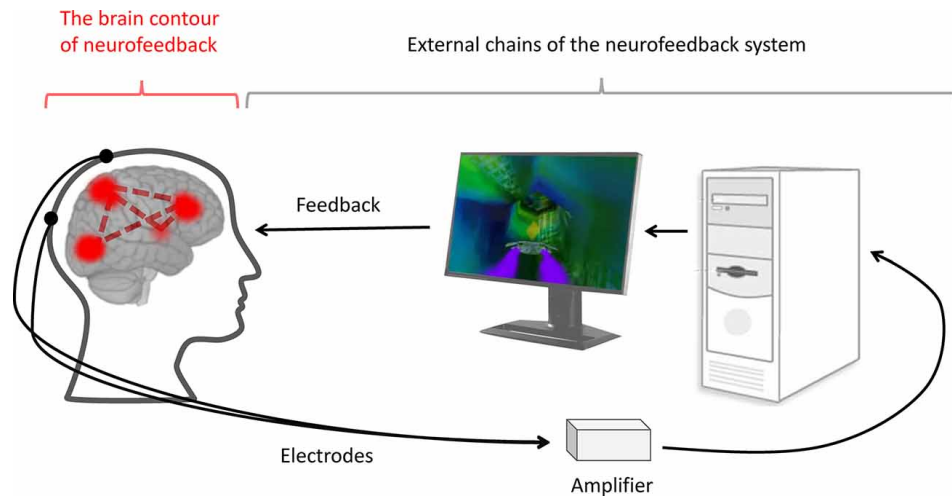 The brain contour
of neurofeedback
External chains of the neurofeedback system
Feedback
Electrodes
Amplifier